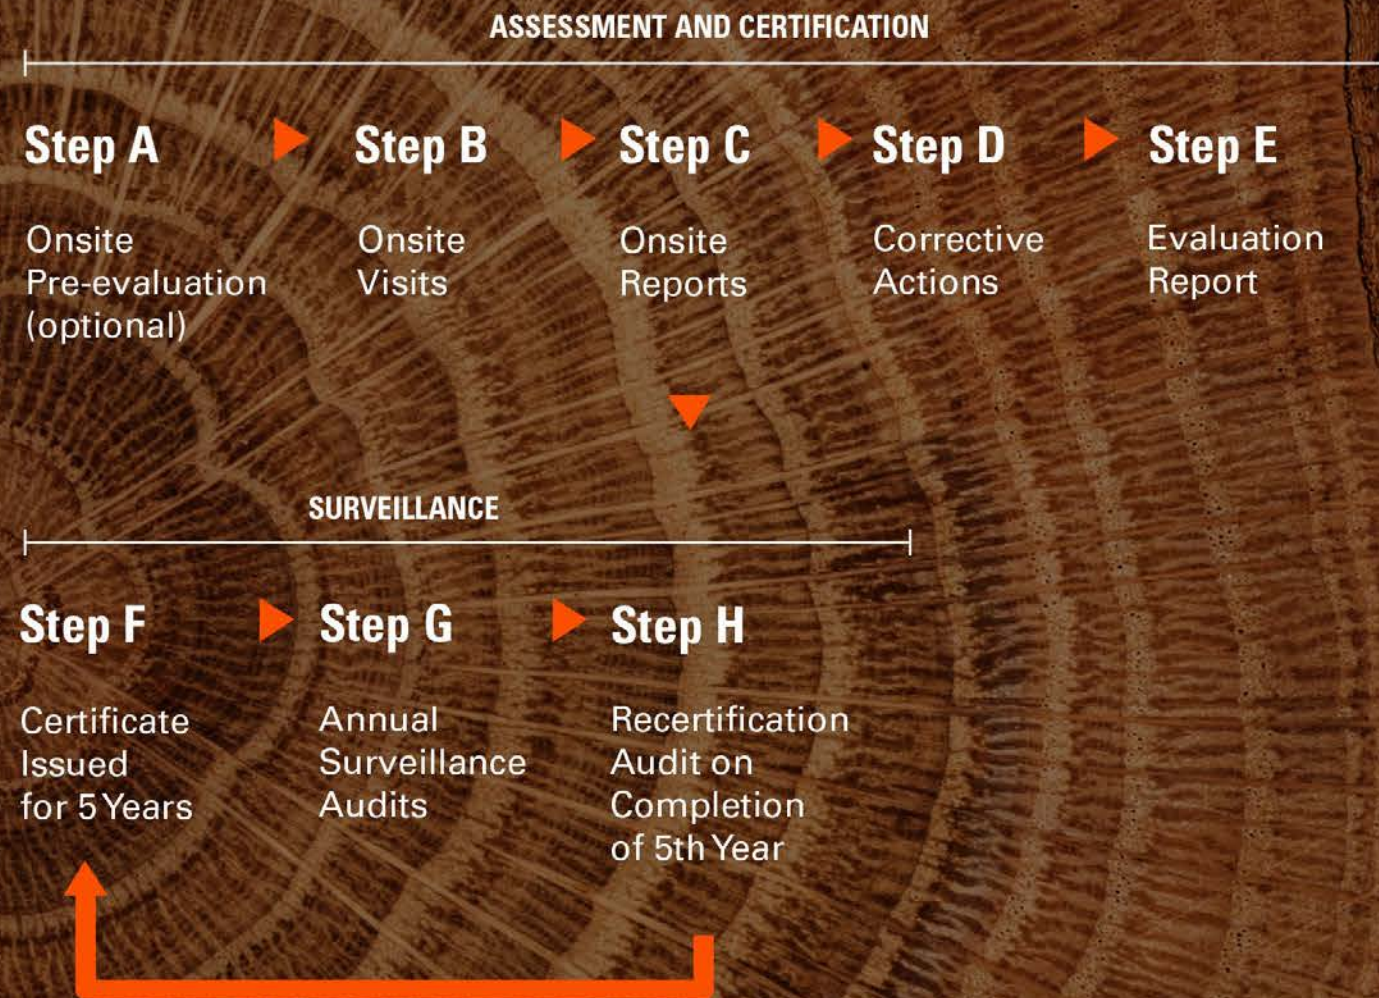 ASSESSMENT AND CERTIFICATION
Step A
Onsite
Pre-evaluation
(optional)
Step B
Onsite
Visits
Step C
Onsite
Reports
Step D
Corrective
Actions
Step E
Evaluation
Report
SURVEILLANCE
Step F
Certificate
Issued
for 5 Years
Step G
Annual
Surveillance
Audits
Step H
Recertification
Audit on
Completion
of 5th Year